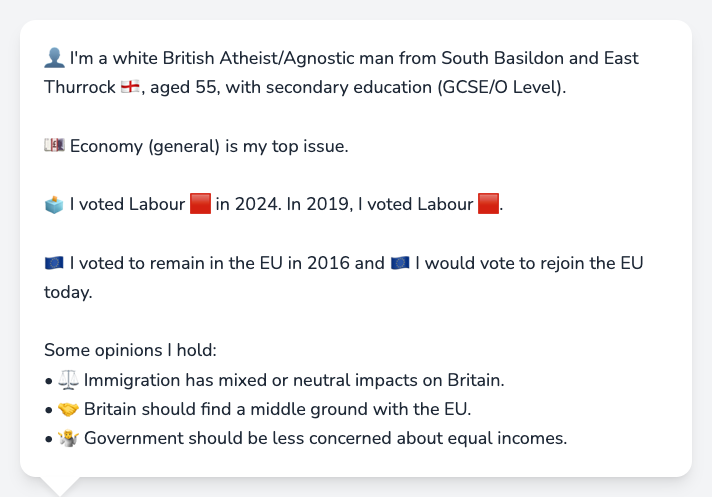 👤 I'm a white British Atheist/Agnostic man from South Basildon and East
Thurrock 🏴󠁧󠁢󠁥󠁮󠁧󠁿, aged 55, with secondary education (GCSE/O Level).
💷 Economy (general) is my top issue.
🗳️ I voted Labour 🟥 in 2024. In 2019, I voted Labour 🟥.
🇪🇺 I voted to remain in the EU in 2016 and 🇪🇺 I would vote to rejoin the EU
today.
Some opinions I hold:
• ⚖️ Immigration has mixed or neutral impacts on Britain.
• 🤝 Britain should find a middle ground with the EU.
• 🤷 Government should be less concerned about equal incomes.